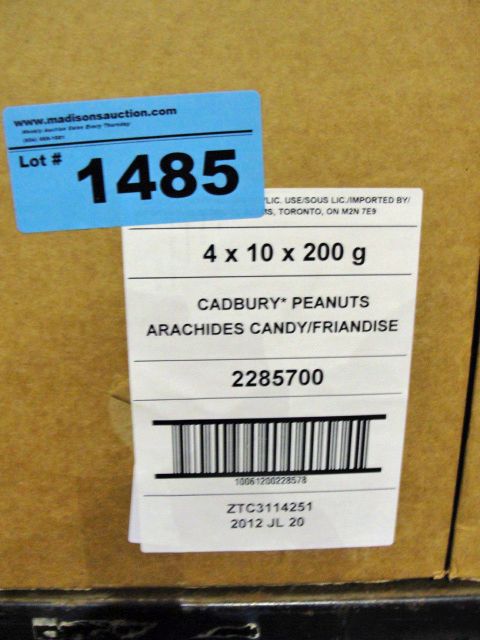 www.madisonsauction.com
Weekly Auction Sales Every Thursday
Lot #
1485
LIC. USE/SOUS LIC./IMPORTED BY/
TORONTO, ON M2N 7E9
4 x 10 x 200 g
CADBURY* PEANUTS
ARACHIDES CANDY/FRIANDISE
2285700
10061200228578
ZTC3114251
2012 JL 20